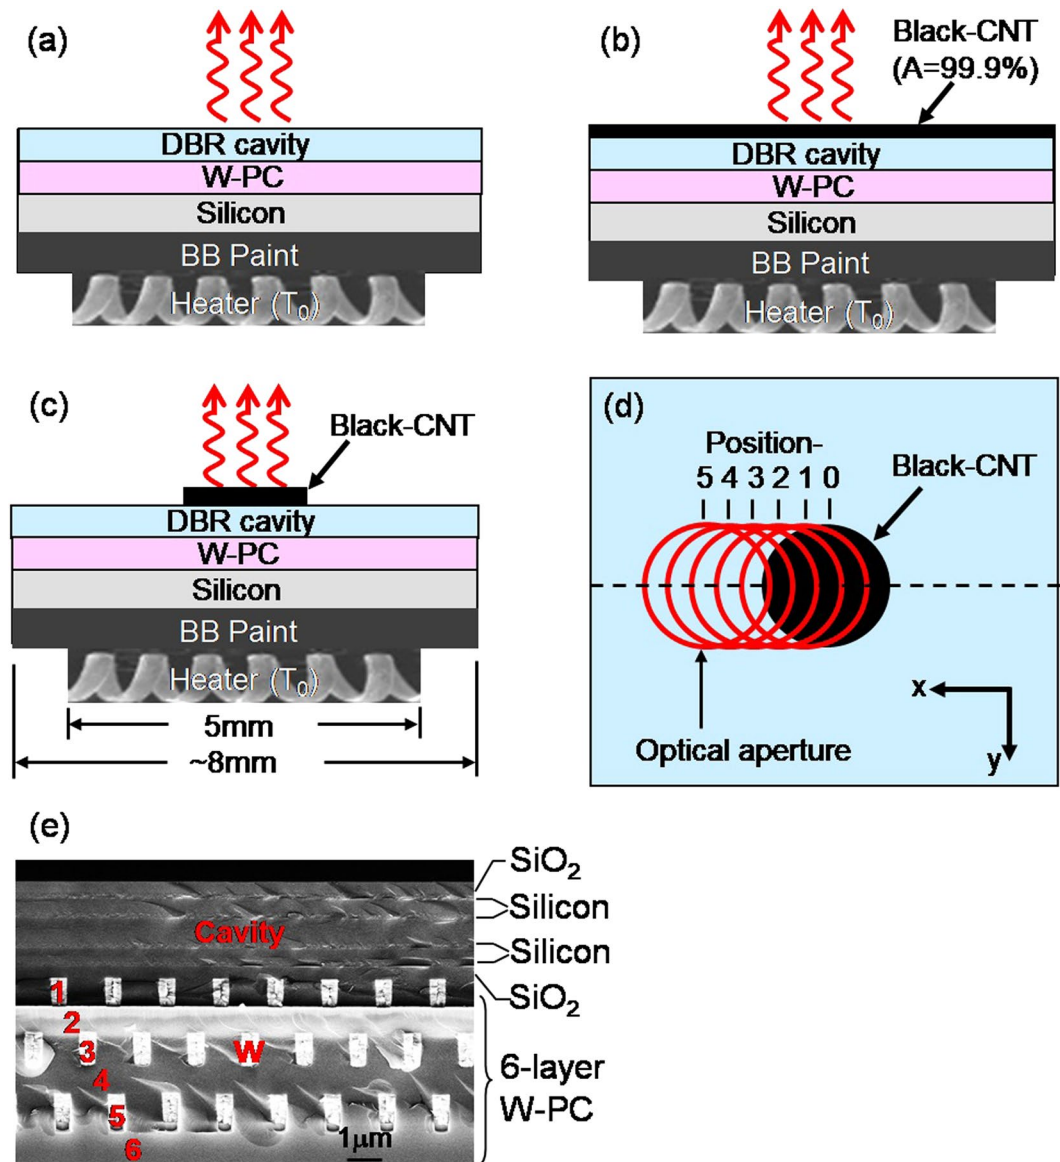 (a)
DBR cavity
W-PC
Silicon
BB Paint
Heater (T₀)
(b)
Black-CNT
(A=99.9%)
DBR cavity
W-PC
Silicon
BB Paint
Heater (T₀)
(c)
Black-CNT
DBR cavity
W-PC
Silicon
BB Paint
Heater (T₀)
5mm
~8mm
(d)
Position-
5 4 3 2 1 0
Black-CNT
Optical aperture
x
y
(e)
SiO₂
Silicon
Cavity
Silicon
SiO₂
1
2
3
W
4
5
6
6-layer
W-PC
1μm